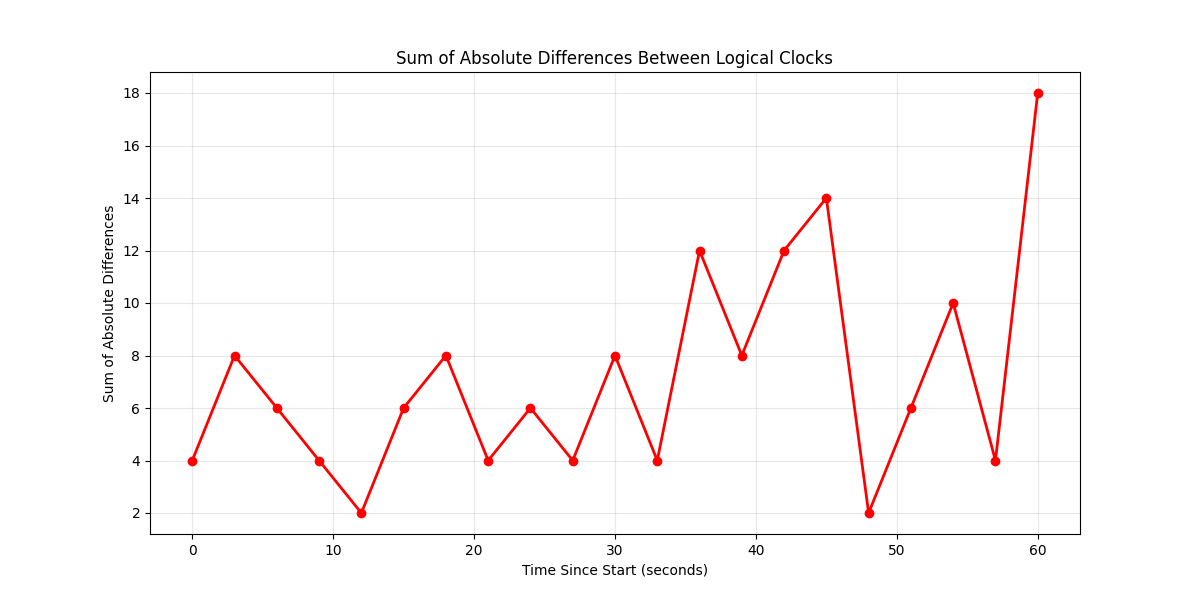 Sum of Absolute Differences Between Logical Clocks
Sum of Absolute Differences
18
16
14
12
10
8
6
4
2
0 10 20 30 40 50 60
Time Since Start (seconds)